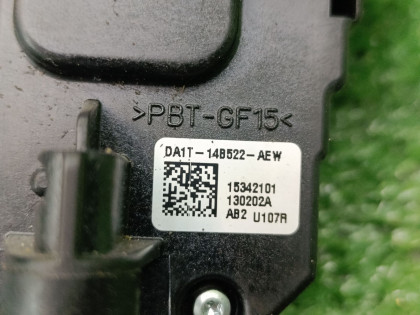 >PBT-GF15<
DA1T-14B522-AEW
15342101
130202A
AB2 U107R